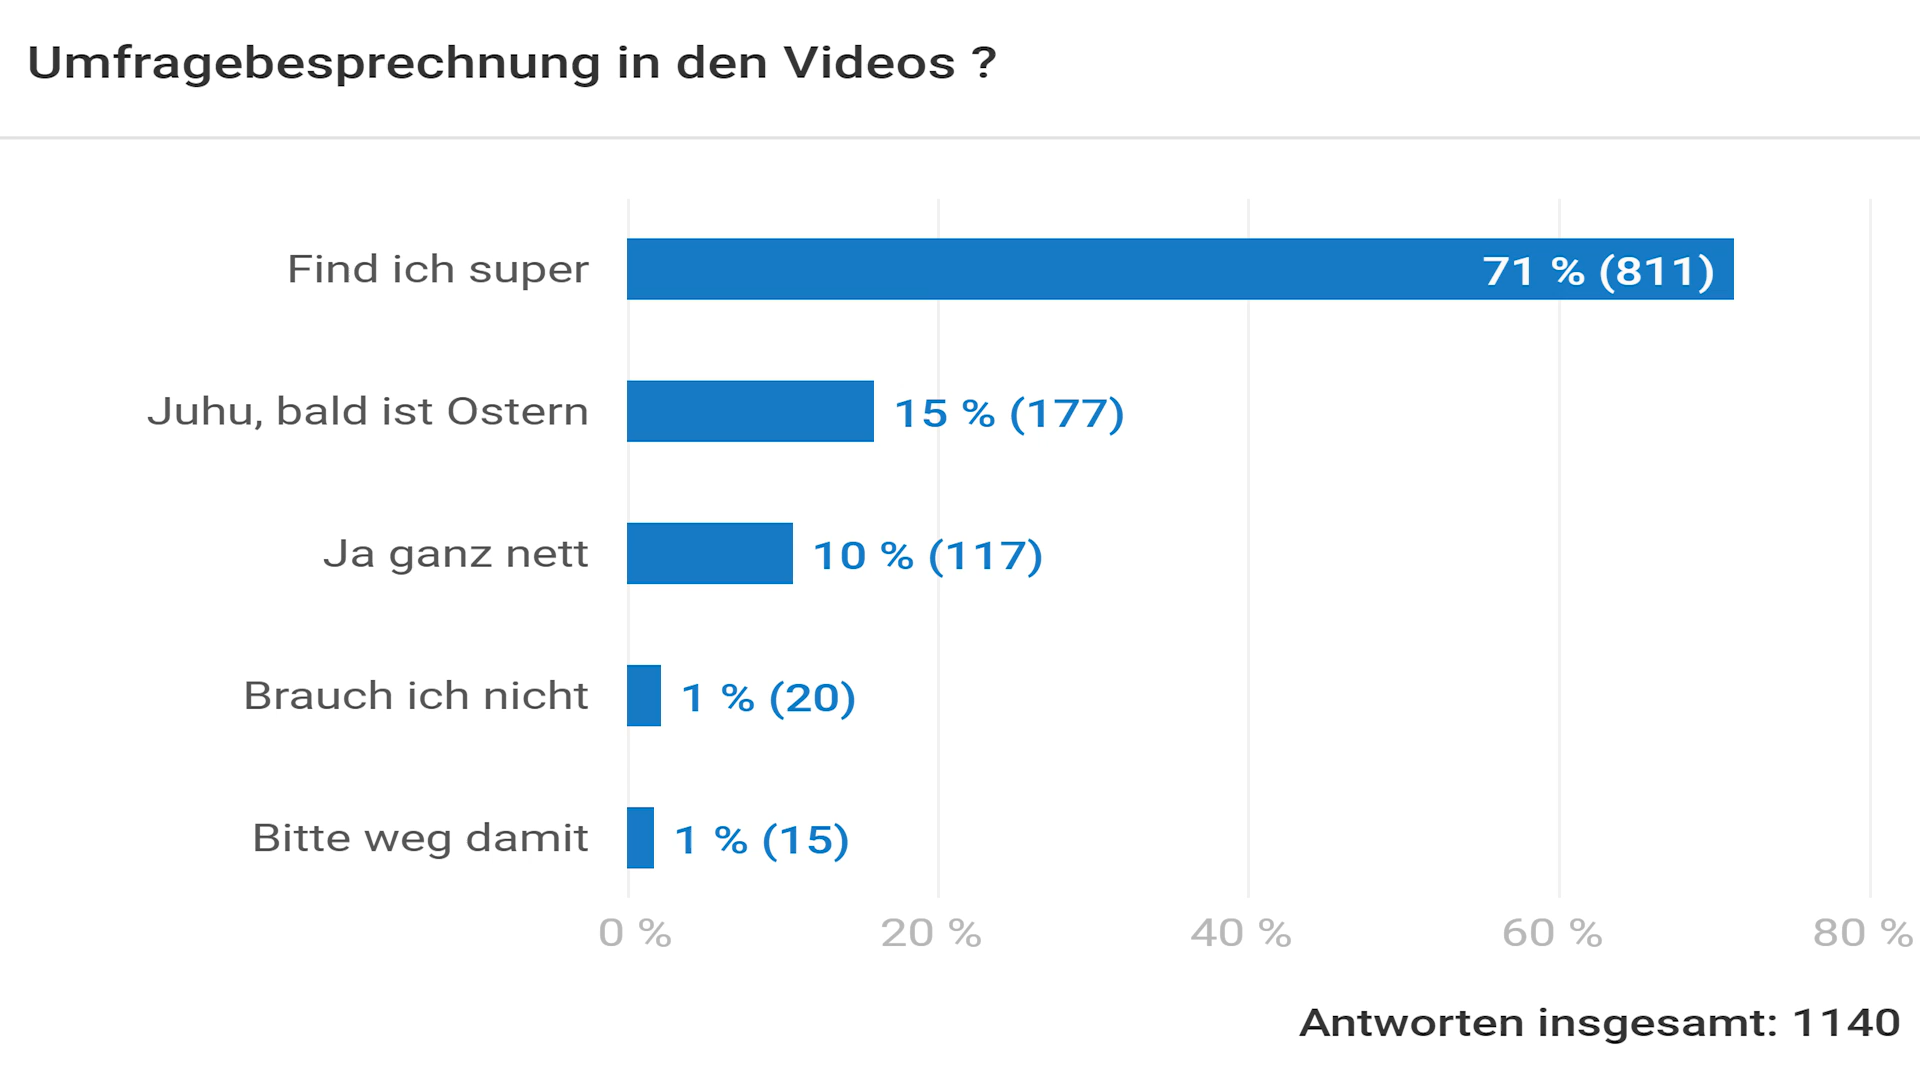 Umfragebesprechnung in den Videos ?
Find ich super 71 % (811)
Juhu, bald ist Ostern 15 % (177)
Ja ganz nett 10 % (117)
Brauch ich nicht 1 % (20)
Bitte weg damit 1 % (15)
0 % 20 % 40 % 60 % 80 %
Antworten insgesamt: 1140